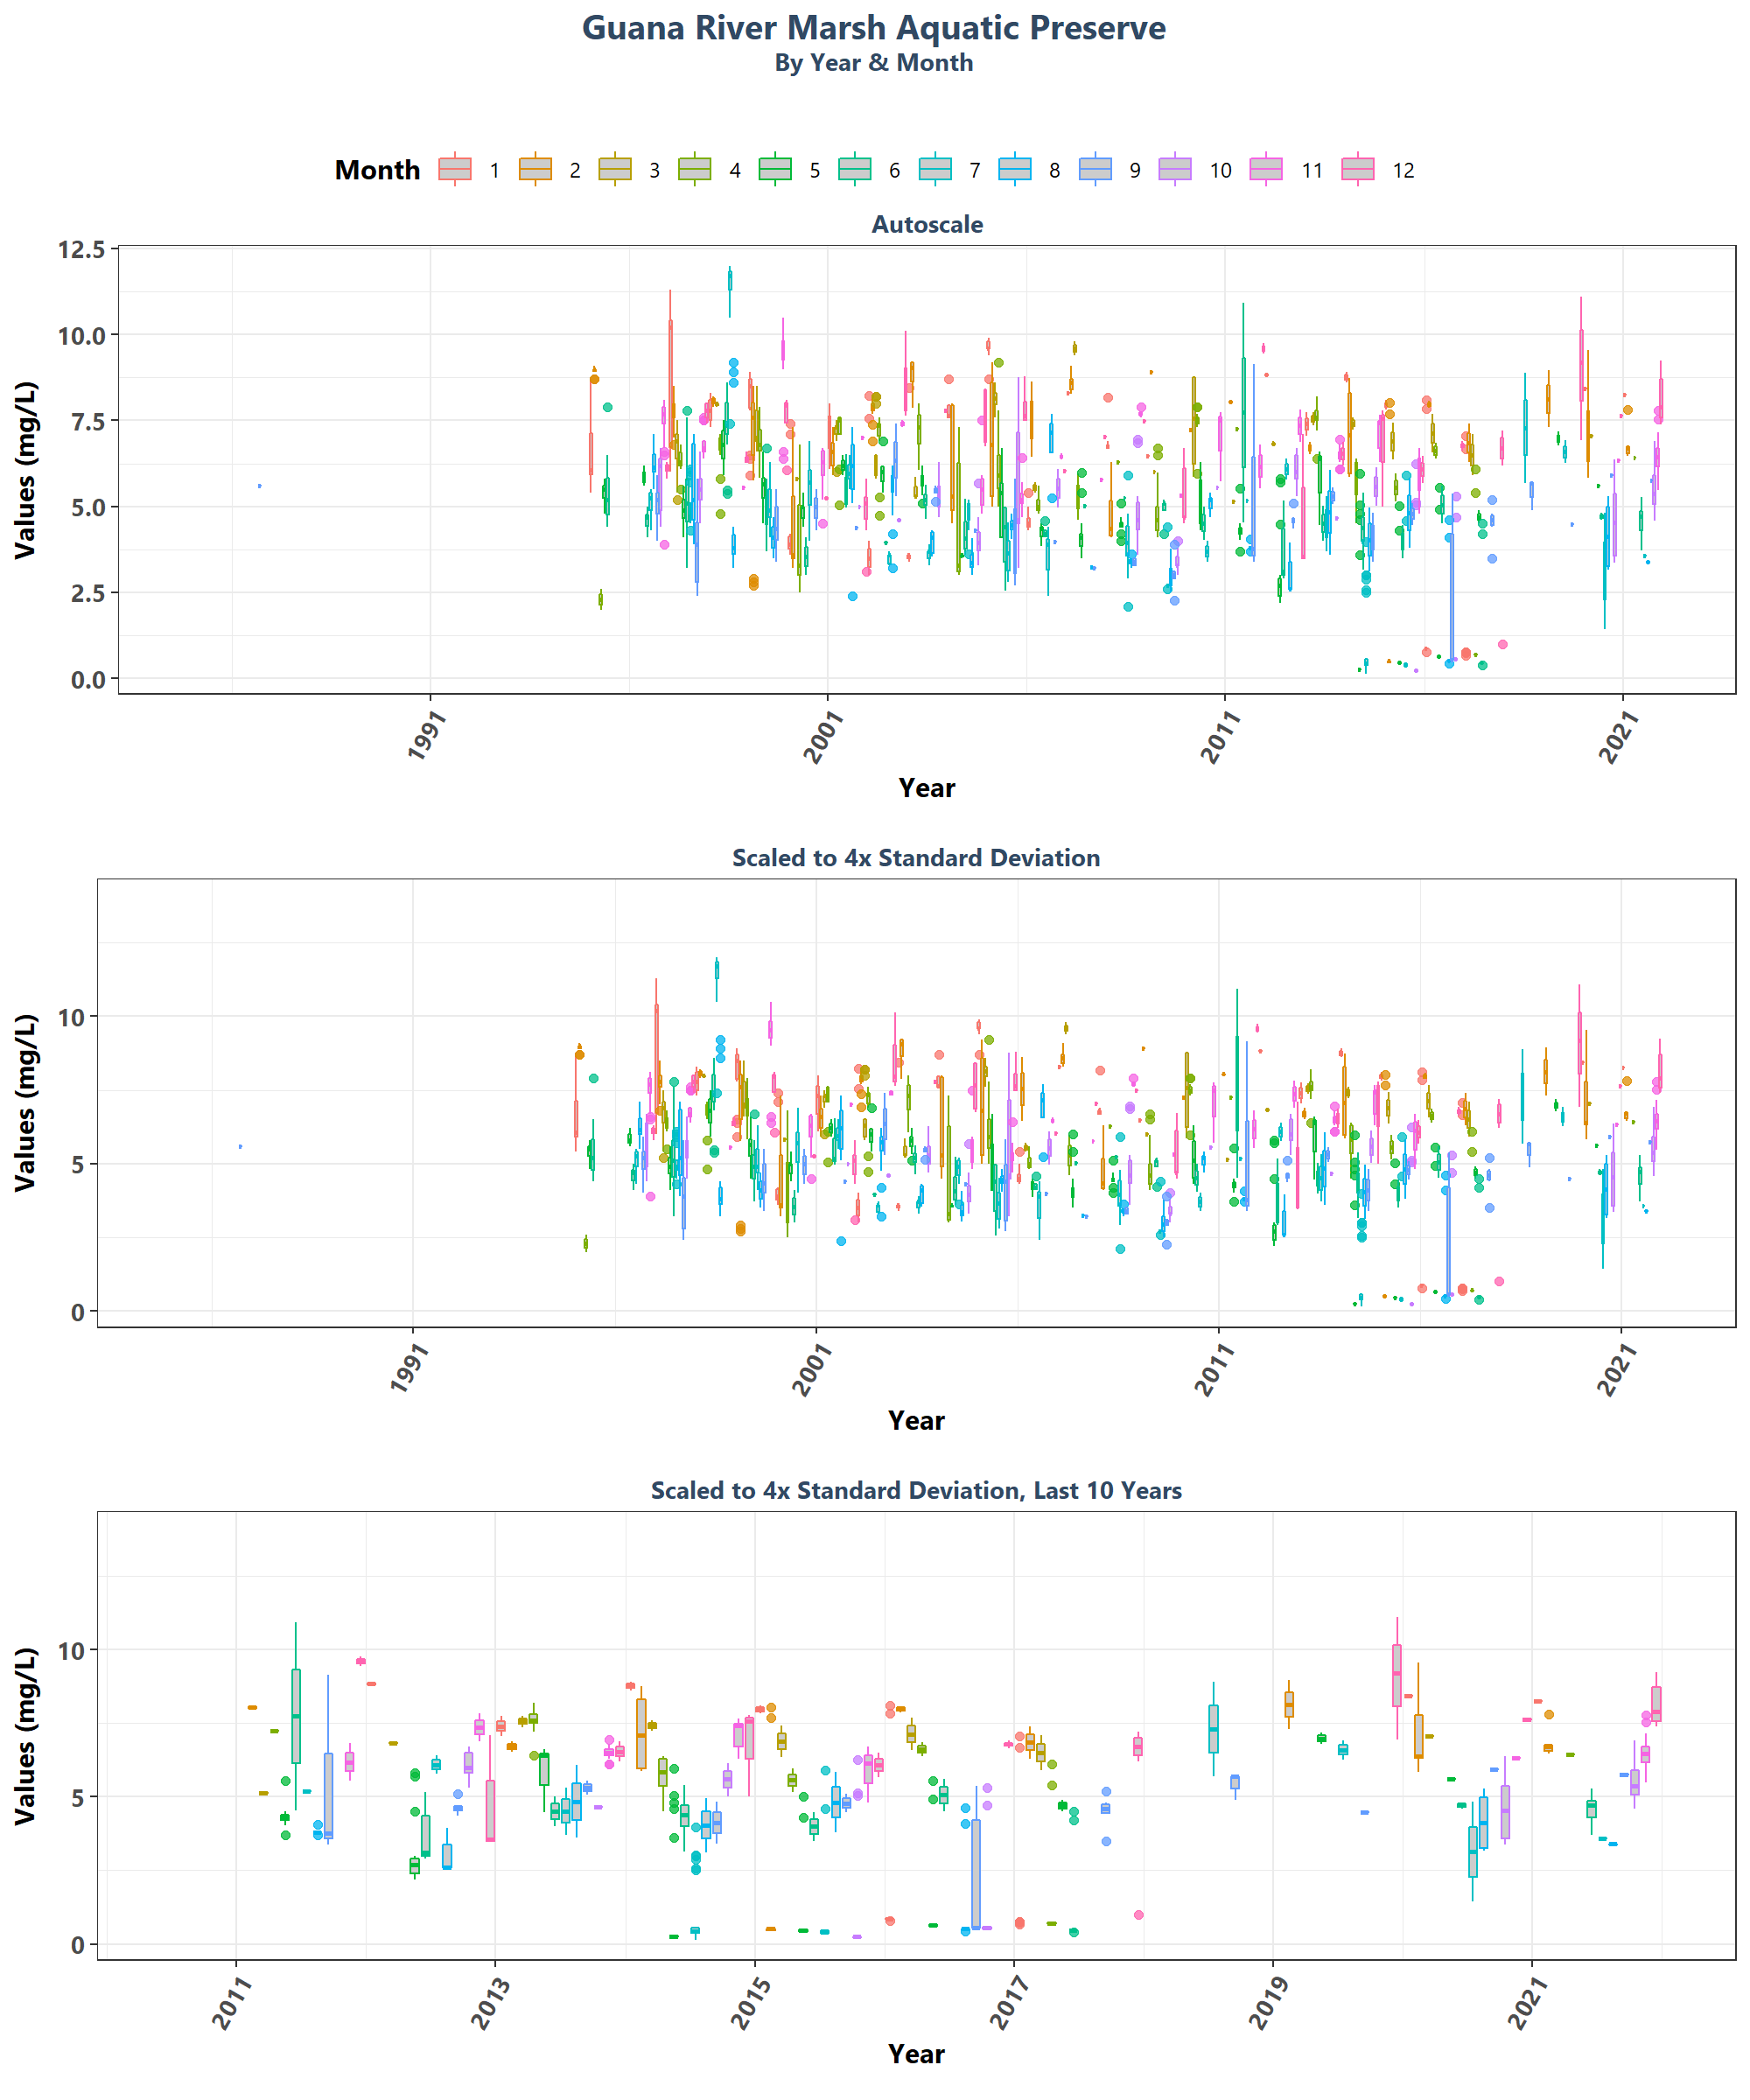 Guana River Marsh Aquatic Preserve
By Year & Month
Month 1 2 3 4 5 6 7 8 9 10 11 12
Autoscale
Values (mg/L)
12.5
10.0
7.5
5.0
2.5
0.0
1991 2001 2011 2021
Year
Scaled to 4x Standard Deviation
Values (mg/L)
10
5
0
1991 2001 2011 2021
Year
Scaled to 4x Standard Deviation, Last 10 Years
Values (mg/L)
10
5
0
2011 2013 2015 2017 2019 2021
Year